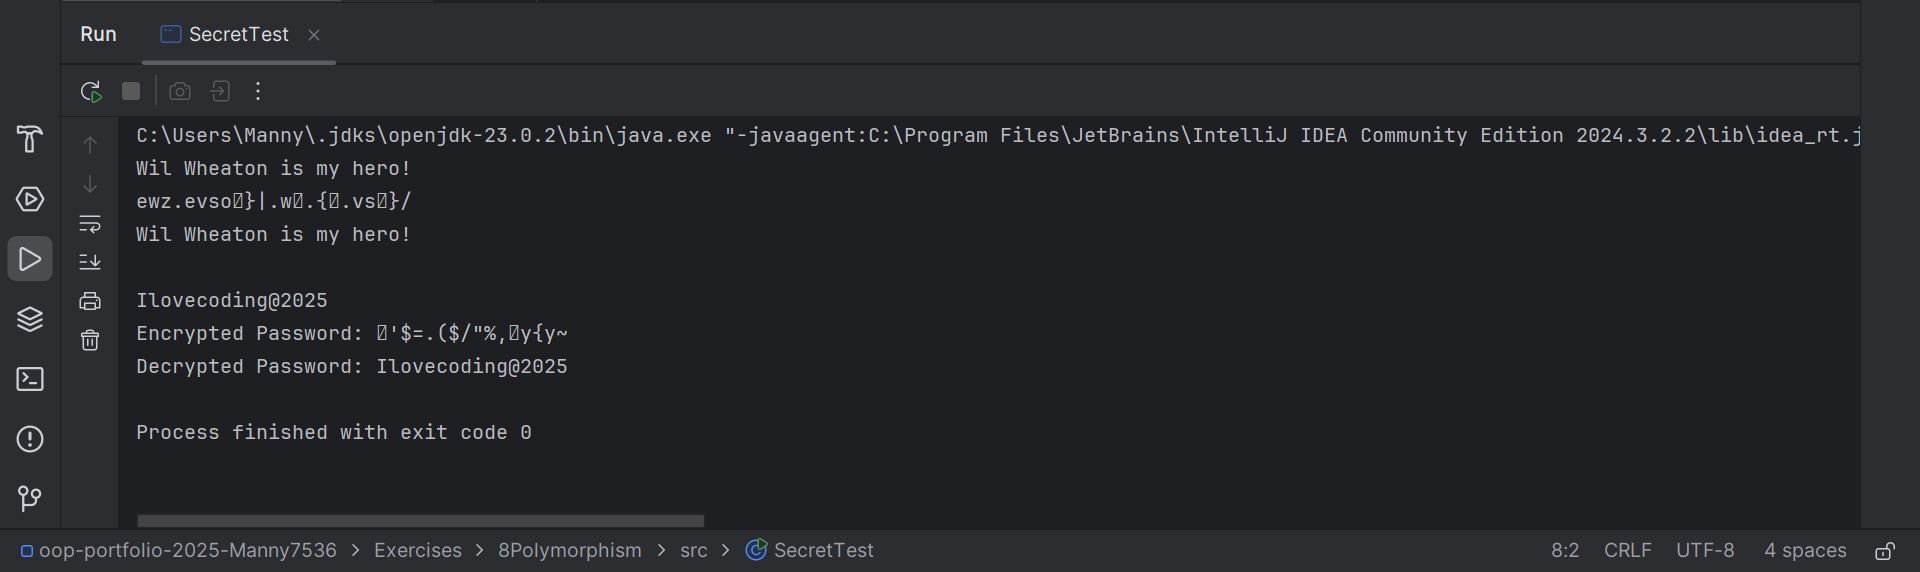 Run SecretTest
C:\Users\Manny\.jdks\openjdk-23.0.2\bin\java.exe "-javaagent:C:\Program Files\JetBrains\IntelliJ IDEA Community Edition 2024.3.2.2\lib\idea_rt.j
Wil Wheaton is my hero!
ewz.evso▯}|.w▯.{▯.vs▯}/
Wil Wheaton is my hero!
Ilovecoding@2025
Encrypted Password: ▯'$=.($/"%,▯y{y~
Decrypted Password: Ilovecoding@2025
Process finished with exit code 0
oop-portfolio-2025-Manny7536 > Exercises > 8Polymorphism > src > SecretTest 8:2 CRLF UTF-8 4 spaces